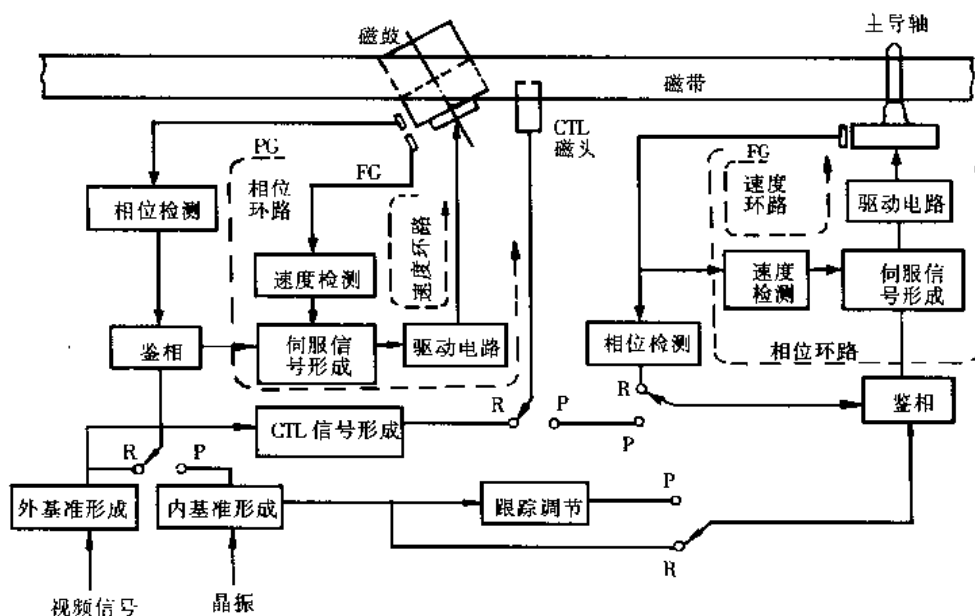 主导轴
磁鼓
磁带
CTL
磁头
PG
相位
环路
FG
速度环路
FG
速度
环路
驱动电路
相位检测
速度检测
速度
检测
伺服信
号形成
鉴相
伺服信
号形成
驱动电路
相位检测
相位环路
R
鉴相
CTL信号形成
R
P
P
R
P
外基准形成
内基准形成
跟踪调节
P
R
视频信号
晶振